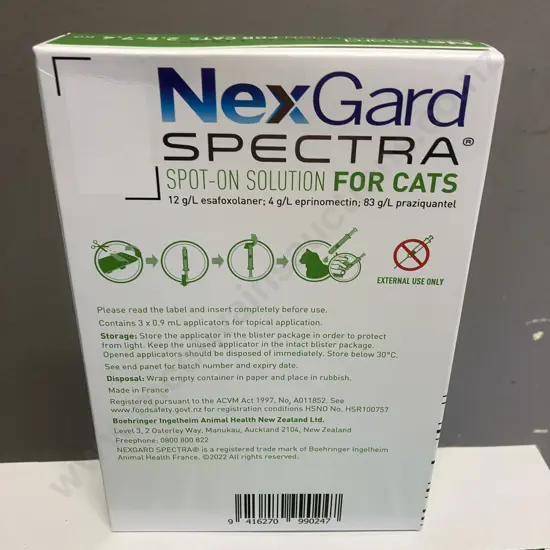 FOR CATS 2.5-7.4 KG
NexGard
SPECTRA®
SPOT-ON SOLUTION FOR CATS
12 g/L esafoxolaner; 4 g/L eprinomectin; 83 g/L praziquantel
EXTERNAL USE ONLY
Please read the label and insert completely before use.
Contains 3 x 0.9 mL applicators for topical application.
Storage: Store the applicator in the blister package in order to protect
from light. Keep the unused applicator in the intact blister package.
Opened applicators should be disposed of immediately. Store below 30°C.
See end panel for batch number and expiry date.
Disposal: Wrap empty container in paper and place in rubbish.
Made in France
Registered pursuant to the ACVM Act 1997, No, A011852. See
www.foodsafety.govt.nz for registration conditions HSNO No. HSR100757
Boehringer Ingelheim Animal Health New Zealand Ltd.
Level 3, 2 Osterley Way, Manukau, Auckland 2104, New Zealand
Freephone: 0800 800 822
NEXGARD SPECTRA® is a registered trade mark of Boehringer Ingelheim
Animal Health France. ©2022 All rights reserved.
9 416270 990247